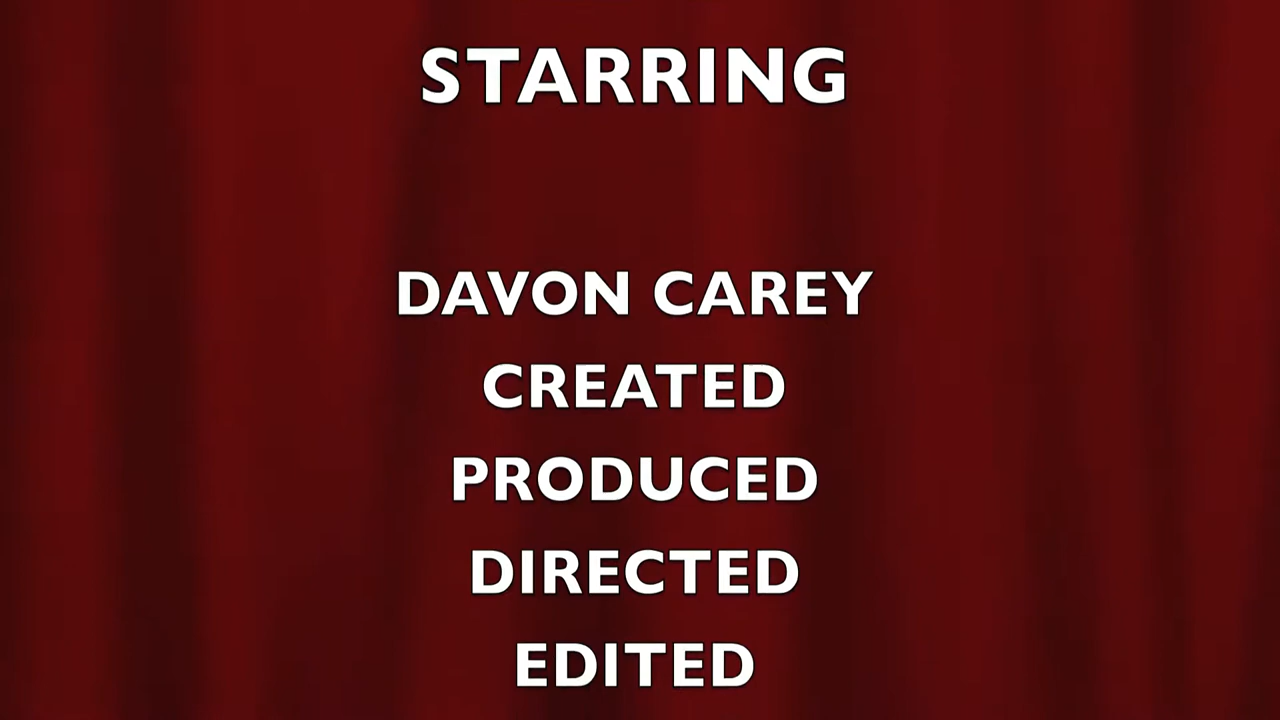 STARRING
DAVON CAREY
CREATED
PRODUCED
DIRECTED
EDITED